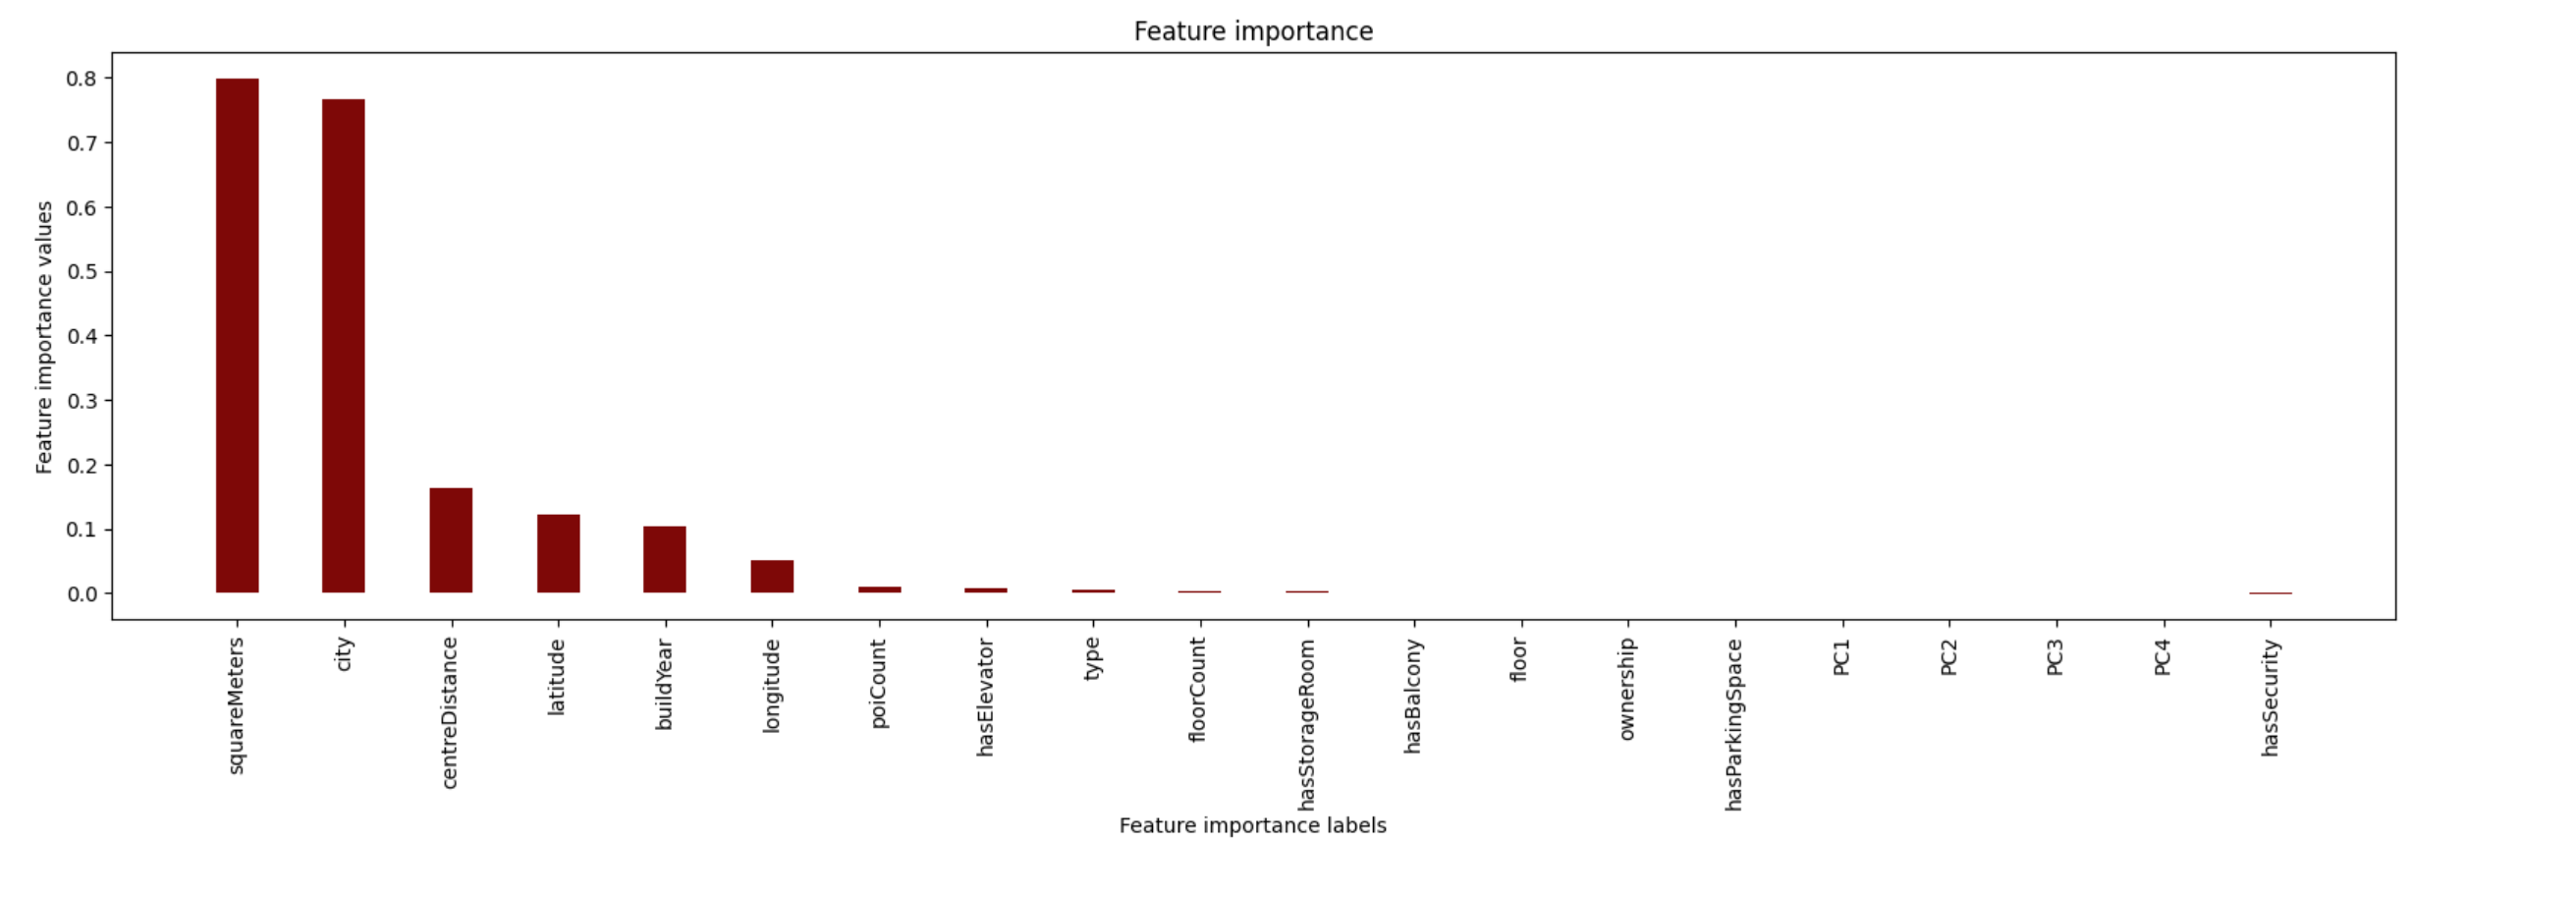 Feature importance
Feature importance values
0.8
0.7
0.6
0.5
0.4
0.3
0.2
0.1
0.0
squareMeters
city
centreDistance
latitude
buildYear
longitude
poiCount
hasElevator
type
floorCount
hasStorageRoom
hasBalcony
floor
ownership
hasParkingSpace
PC1
PC2
PC3
PC4
hasSecurity
Feature importance labels